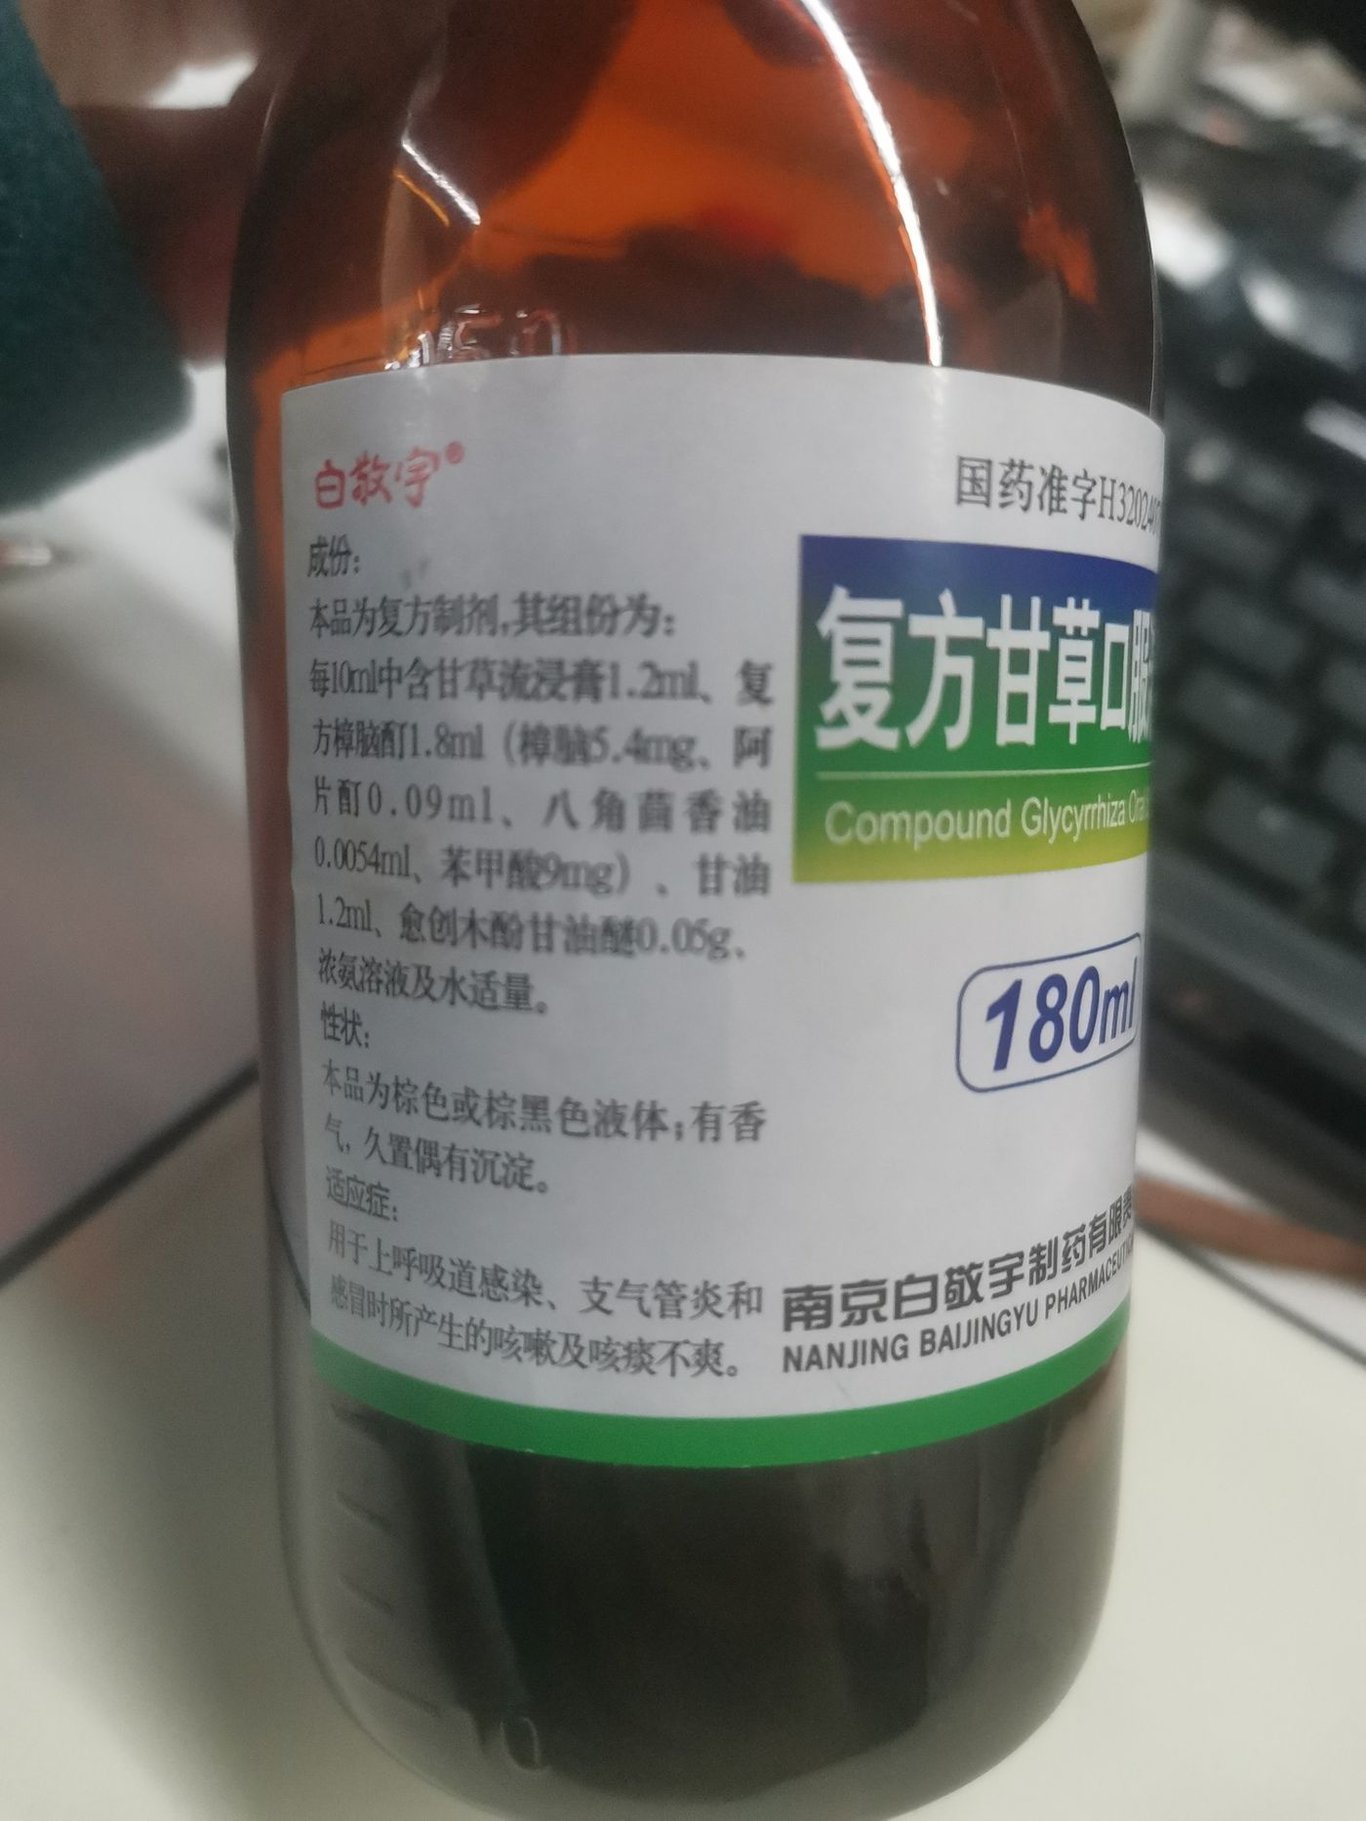 白敬宇®
成份:
本品为复方制剂,其组份为:
每10ml中含甘草流浸膏1.2ml、复
方樟脑酊1.8ml(樟脑5.4mg、阿
片酊0.09ml、八角茴香油
0.0054ml、苯甲酸9mg)、甘油
1.2ml、愈创木酚甘油醚0.05g、
浓氨溶液及水适量。
性状:
本品为棕色或棕黑色液体;有香
气,久置偶有沉淀。
适应症:
用于上呼吸道感染、支气管炎和
感冒时所产生的咳嗽及咳痰不爽。
国药准字H32024
复方甘草口服
Compound Glycyrrhiza Oral
180ml
南京白敬宇制药有限责
NANJING BAIJINGYU PHARMACEUTICAL